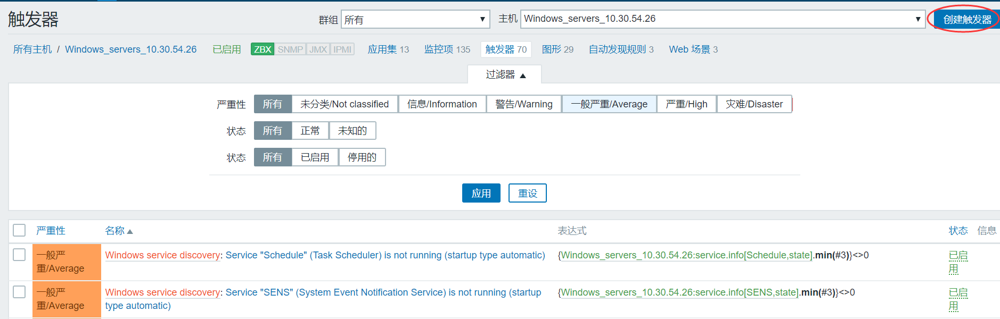 触发器 群组 所有 主机 Windows_servers_10.30.54.26 创建触发器
所有主机 / Windows_servers_10.30.54.26 已启用 ZBX SNMP JMX IPMI 应用集 13 监控项 135 触发器 70 图形 29 自动发现规则 3 Web 场景 3
过滤器
严重性 所有 未分类/Not classified 信息/Information 警告/Warning 一般严重/Average 严重/High 灾难/Disaster
状态 所有 正常 未知的
状态 所有 已启用 停用的
应用 重设
严重性 名称 表达式 状态 信息
一般严 Windows service discovery: Service "Schedule" (Task Scheduler) is not running (startup type automatic) {Windows_servers_10.30.54.26:service.info[Schedule,state].min(#3)}<>0 已启
重/Average 用
一般严 Windows service discovery: Service "SENS" (System Event Notification Service) is not running (startup {Windows_servers_10.30.54.26:service.info[SENS,state].min(#3)}<>0 已启
重/Average type automatic) 用